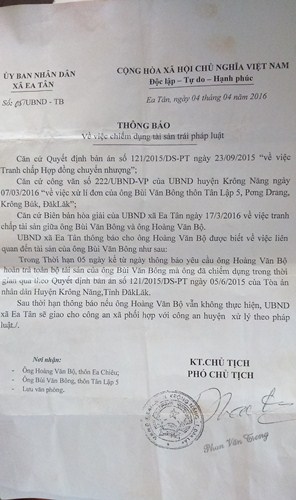 ỦY BAN NHÂN DÂN
XÃ EA TÂN
CỘNG HÒA XÃ HỘI CHỦ NGHĨA VIỆT NAM
Độc lập – Tự do – Hạnh phúc
UBND - TB
Ea Tân, ngày 04 tháng 04 năm 2016
THÔNG BÁO
Về việc chiếm dụng tài sản trái pháp luật
Căn cứ Quyết định bản án số 121/2015/DS-PT ngày 23/09/2015 “về việc
Tranh chấp Hợp đồng chuyển nhượng”;
Căn cứ công văn số 222/UBND-VP của UBND huyện Krông Năng ngày
07/03/2016 “về việc xử lí đơn của ông Bùi Văn Bông thôn Tân Lập 5, Pơng Drang,
Krông Búk, ĐăkLăk”;
Căn cứ Biên bản hòa giải của UBND xã Ea Tân ngày 17/3/2016 về việc tranh
chấp tài sản giữa ông Bùi Văn Bông và ông Hoàng Văn Bộ.
UBND xã Ea Tân thông báo cho ông Hoàng Văn Bộ được biết về việc liên
quan đến tài sản của ông Bùi Văn Bông như sau:
Trong Thời hạn 05 ngày kể từ ngày thông báo yêu cầu ông Hoàng Văn Bộ
hoàn trả toàn bộ tài sản của ông Bùi Văn Bông mà ông đã chiếm dụng trong thời
gian qua theo Quyết định bản án số 121/2015/DS-PT ngày 05/6/2015 của Tòa án
nhân dân Huyện Krông Năng,Tỉnh ĐăkLăk.
Sau thời hạn thông báo nếu ông Hoàng Văn Bộ vẫn không thực hiện, UBND
xã Ea Tân sẽ giao cho công an xã phối hợp với công an huyện xử lý theo pháp
luật./.
Nơi nhận:
- Ông Hoàng Văn Bộ, thôn Ea Chiêu;
- Ông Bùi Văn Bông, thôn Tân Lập 5
- Lưu văn phòng.
KT.CHỦ TỊCH
PHÓ CHỦ TỊCH
Phan Văn Trong